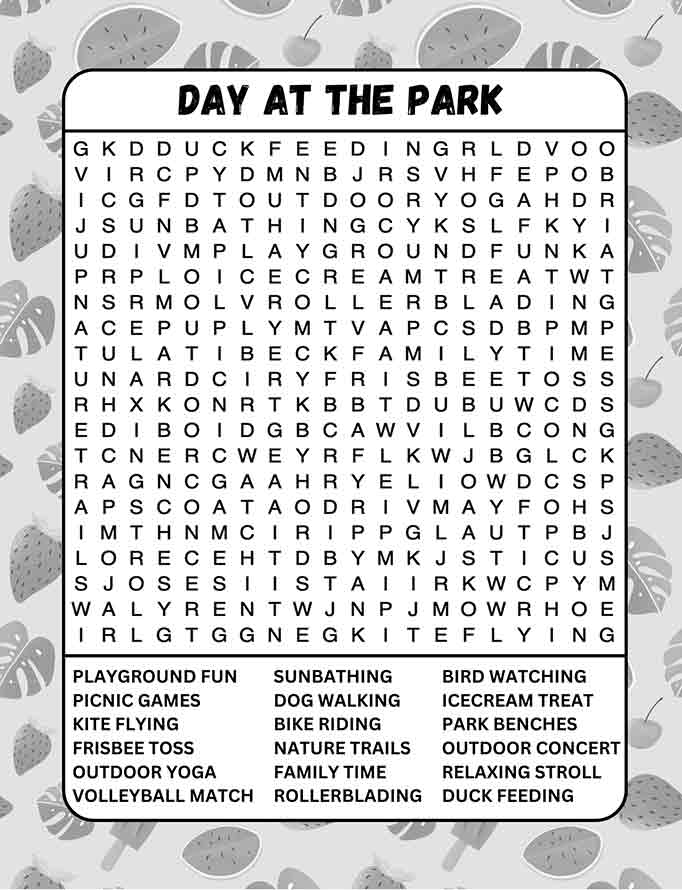 DAY AT THE PARK
G K D D U C K F E E D I N G R L D V O O
V I R C P Y D M N B J R S V H F E P O B
I C G F D T O U T D O O R Y O G A H D R
J S U N B A T H I N G C Y K S L F K Y I
U D I V M P L A Y G R O U N D F U N K A
P R P L O I C E C R E A M T R E A T W T
N S R M O L V R O L L E R B L A D I N G
A C E P U P L Y M T V A P C S D B P M P
T U L A T I B E C K F A M I L Y T I M E
U N A R D C I R Y F R I S B E E T O S S
R H X K O N R T K B B T D U B U W C D S
E D I B O I D G B C A W V I L B C O N G
T C N E R C W E Y R F L K W J B G L C K
R A G N C G A A H R Y E L I O W D C S P
A P S C O A T A O D R I V M A Y F O H S
I M T H N M C I R I P P G L A U T P B J
L O R E C E H T D B Y M K J S T I C U S
S J O S E S I I S T A I I R K W C P Y M
W A L Y R E N T W J N P J M O W R H O E
I R L G T G G N E G K I T E F L Y I N G
PLAYGROUND FUN SUNBATHING BIRD WATCHING
PICNIC GAMES DOG WALKING ICECREAM TREAT
KITE FLYING BIKE RIDING PARK BENCHES
FRISBEE TOSS NATURE TRAILS OUTDOOR CONCERT
OUTDOOR YOGA FAMILY TIME RELAXING STROLL
VOLLEYBALL MATCH ROLLERBLADING DUCK FEEDING